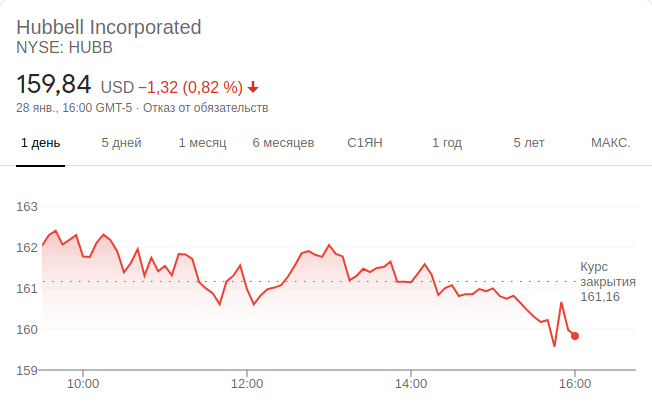 Hubbell Incorporated
NYSE: HUBB
159,84 USD −1,32 (0,82 %) ↓
28 янв., 16:00 GMT-5 · Отказ от обязательств
1 день 5 дней 1 месяц 6 месяцев С1ЯН 1 год 5 лет МАКС.
163
162
161
160
159
Курс
закрытия
161,16
10:00 12:00 14:00 16:00